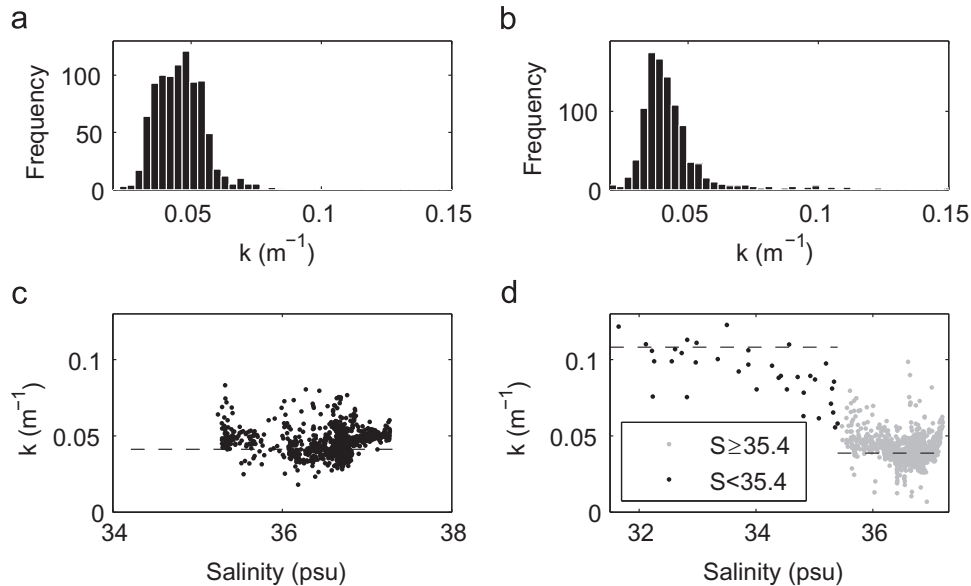 a
b
Frequency
100
50
0
0.05
0.1
0.15
k (m⁻¹)
Frequency
100
0
0.05
0.1
0.15
k (m⁻¹)
c
d
k (m⁻¹)
0.1
0.05
0
34
36
38
Salinity (psu)
k (m⁻¹)
0.1
0.05
0
S≥35.4
S<35.4
32
34
36
Salinity (psu)